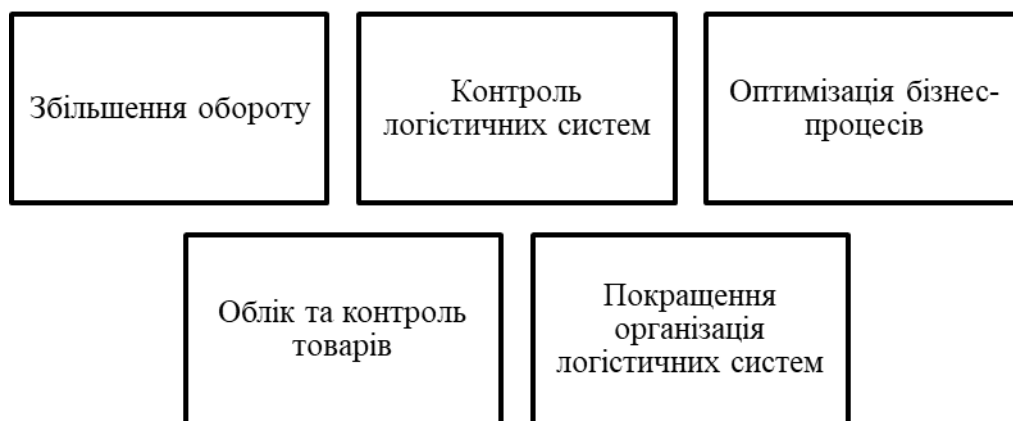 Збільшення обороту
Контроль
логістичних систем
Оптимізація бізнес-
процесів
Облік та контроль
товарів
Покращення
організація
логістичних систем